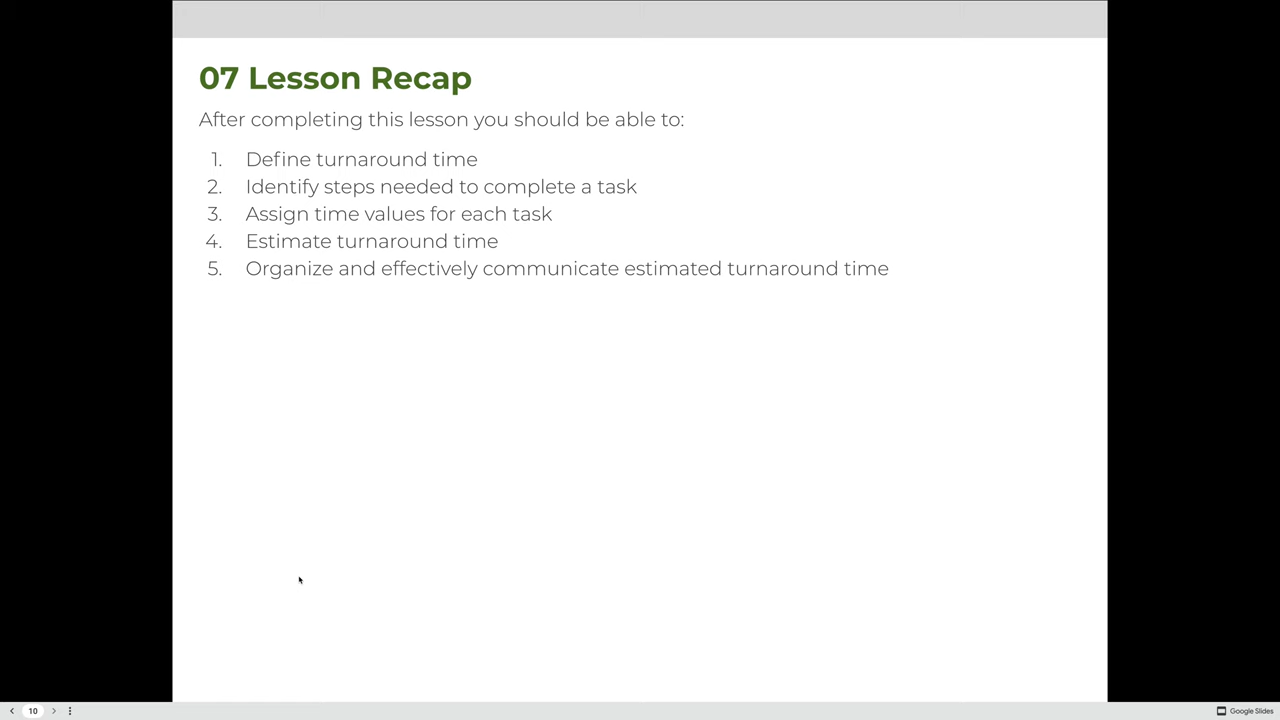 07 Lesson Recap
After completing this lesson you should be able to:
1. Define turnaround time
2. Identify steps needed to complete a task
3. Assign time values for each task
4. Estimate turnaround time
5. Organize and effectively communicate estimated turnaround time
10
Google Slides